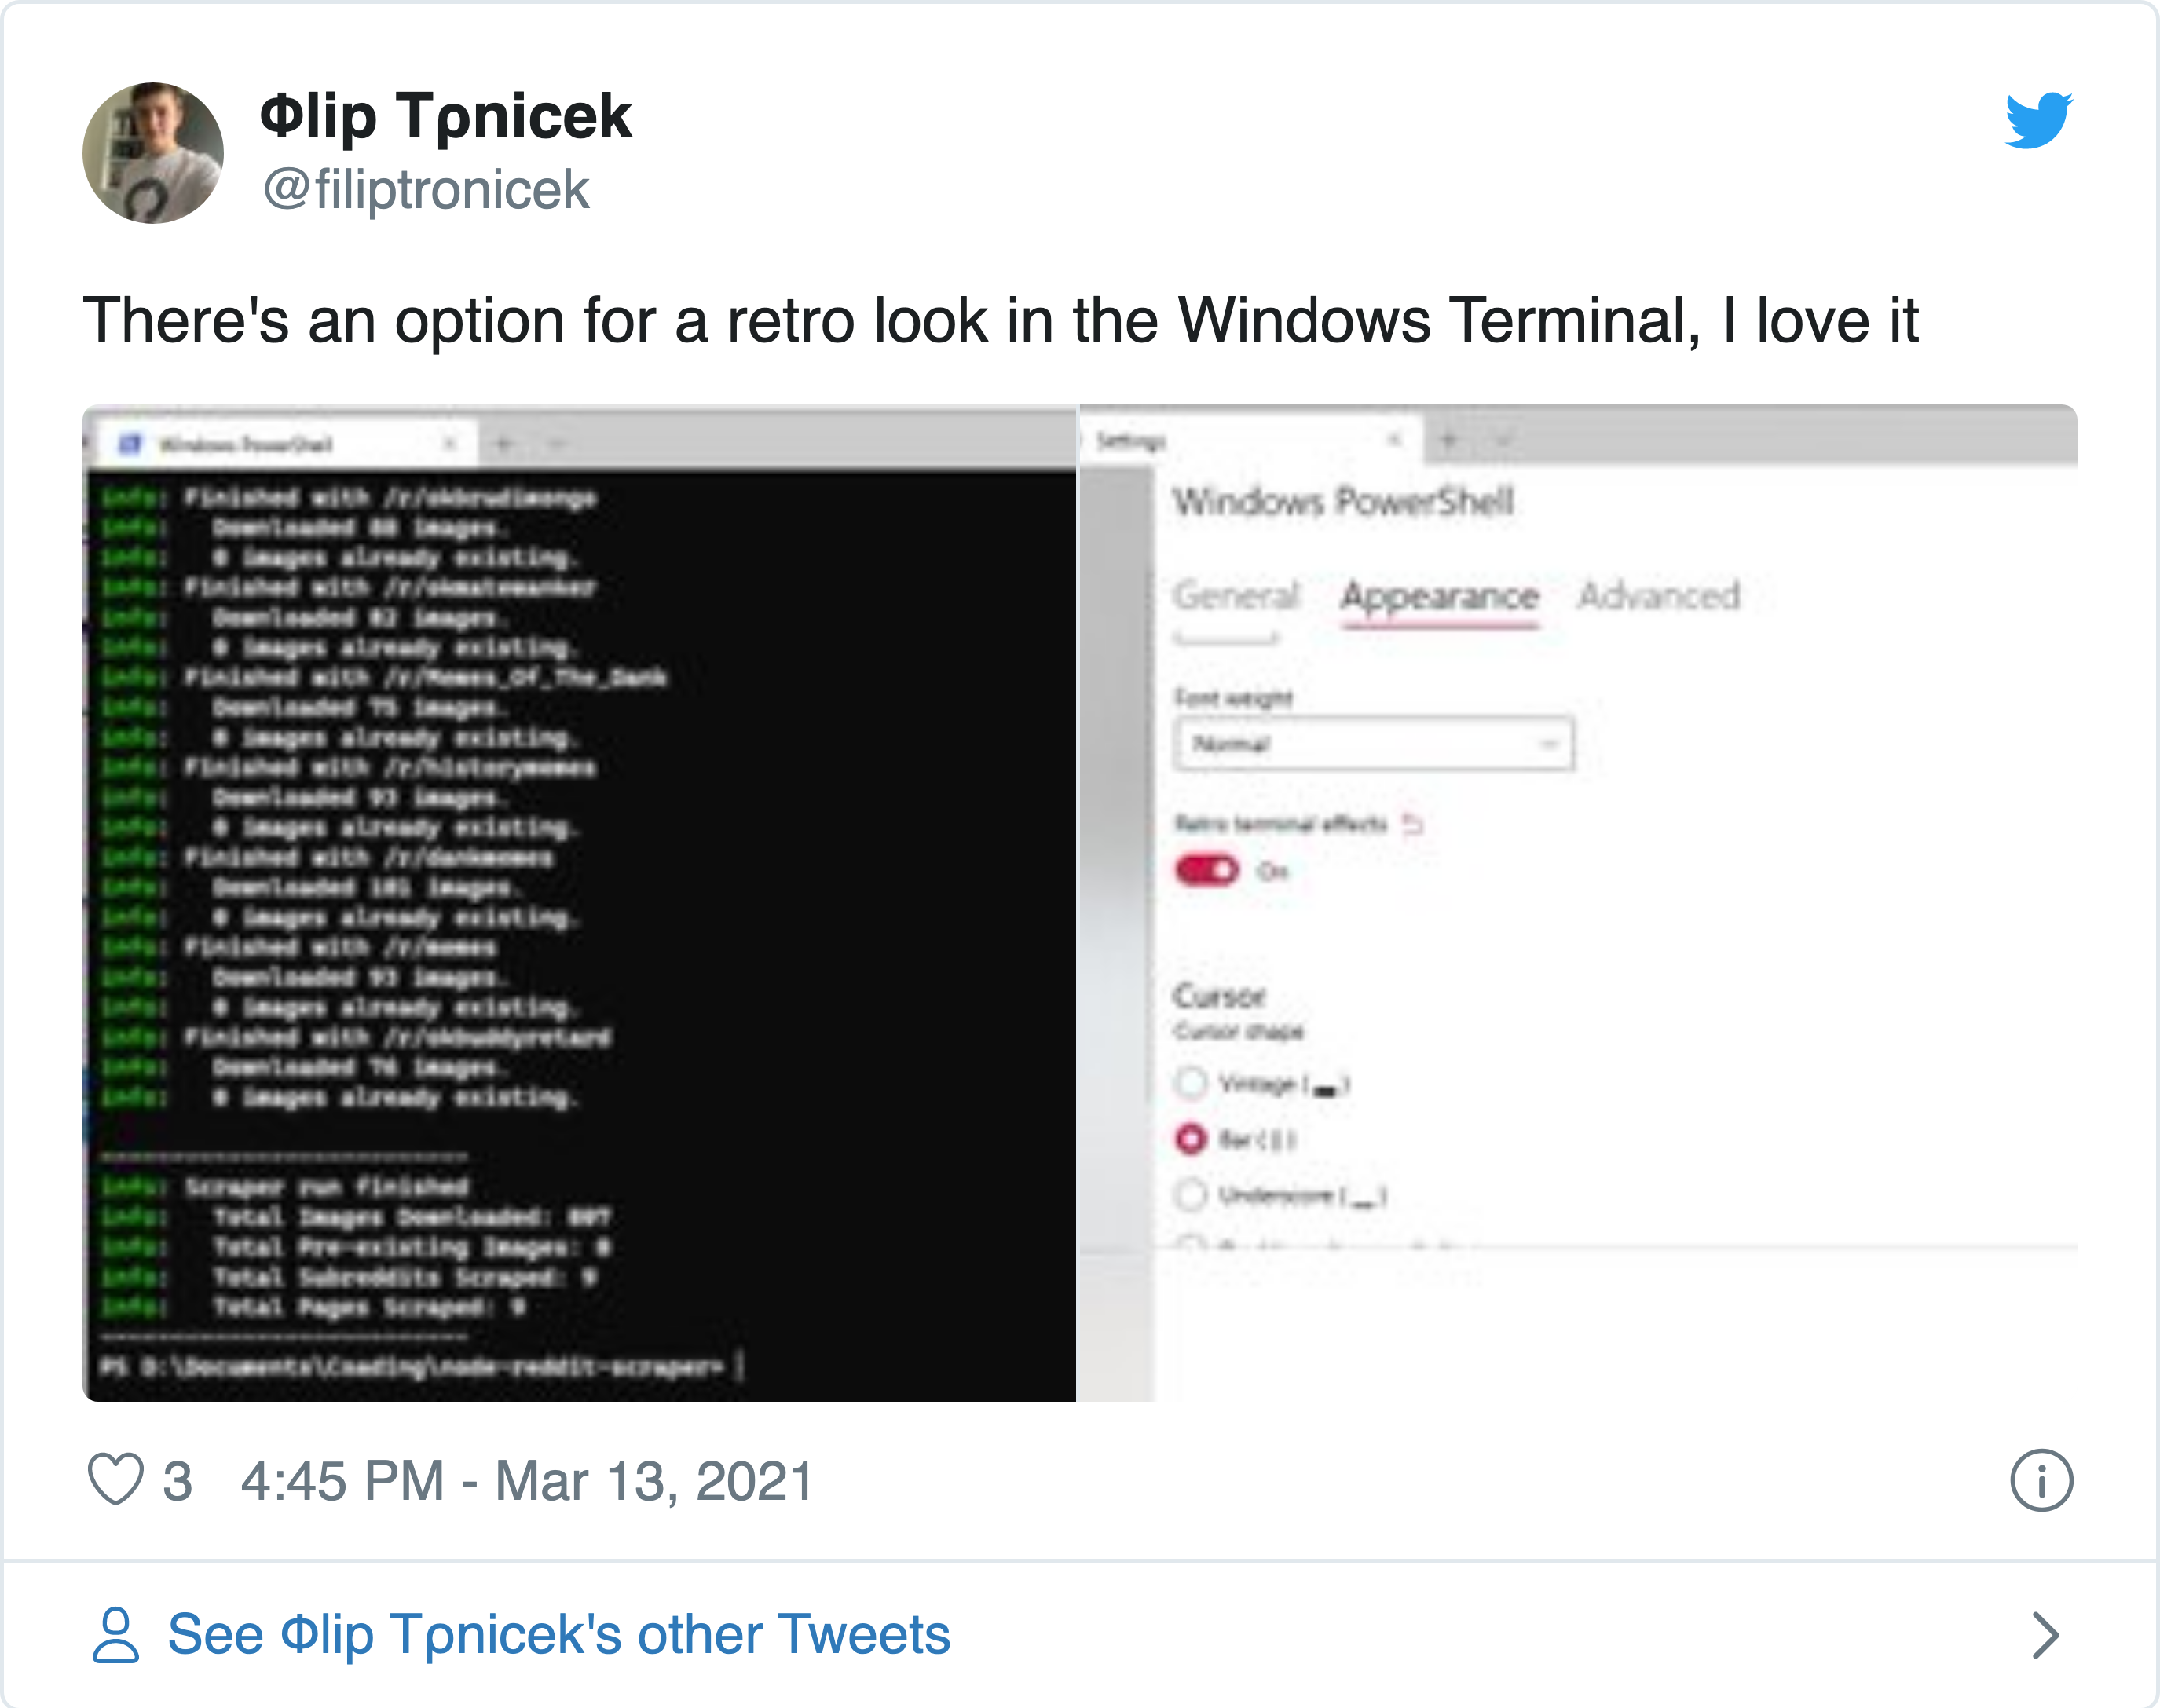 Φlip Tρnicek
@filiptronicek
There's an option for a retro look in the Windows Terminal, I love it
Windows PowerShell
info: Finished with /r/okbrudimongo
info: Downloaded 88 images.
info: 0 images already existing.
info: Finished with /r/okmatewanker
info: Downloaded 82 images.
info: 0 images already existing.
info: Finished with /r/Memes_Of_The_Dank
info: Downloaded 75 images.
info: 0 images already existing.
info: Finished with /r/historymemes
info: Downloaded 93 images.
info: 0 images already existing.
info: Finished with /r/dankmemes
info: Downloaded 101 images.
info: 0 images already existing.
info: Finished with /r/memes
info: Downloaded 93 images.
info: 0 images already existing.
info: Finished with /r/okbuddyretard
info: Downloaded 76 images.
info: 0 images already existing.
--------------------------
info: Scraper run finished
info: Total Images Downloaded: 807
info: Total Pre-existing Images: 0
info: Total Subreddits Scraped: 9
info: Total Pages Scraped: 9
--------------------------
PS D:\Documents\Coading\node-reddit-scraper>
Settings
Windows PowerShell
General Appearance Advanced
Font weight
Normal
Retro terminal effects
On
Cursor
Cursor shape
Vintage ( ▂ )
Bar ( | )
Underscore ( _ )
3 4:45 PM - Mar 13, 2021
See Φlip Tρnicek's other Tweets